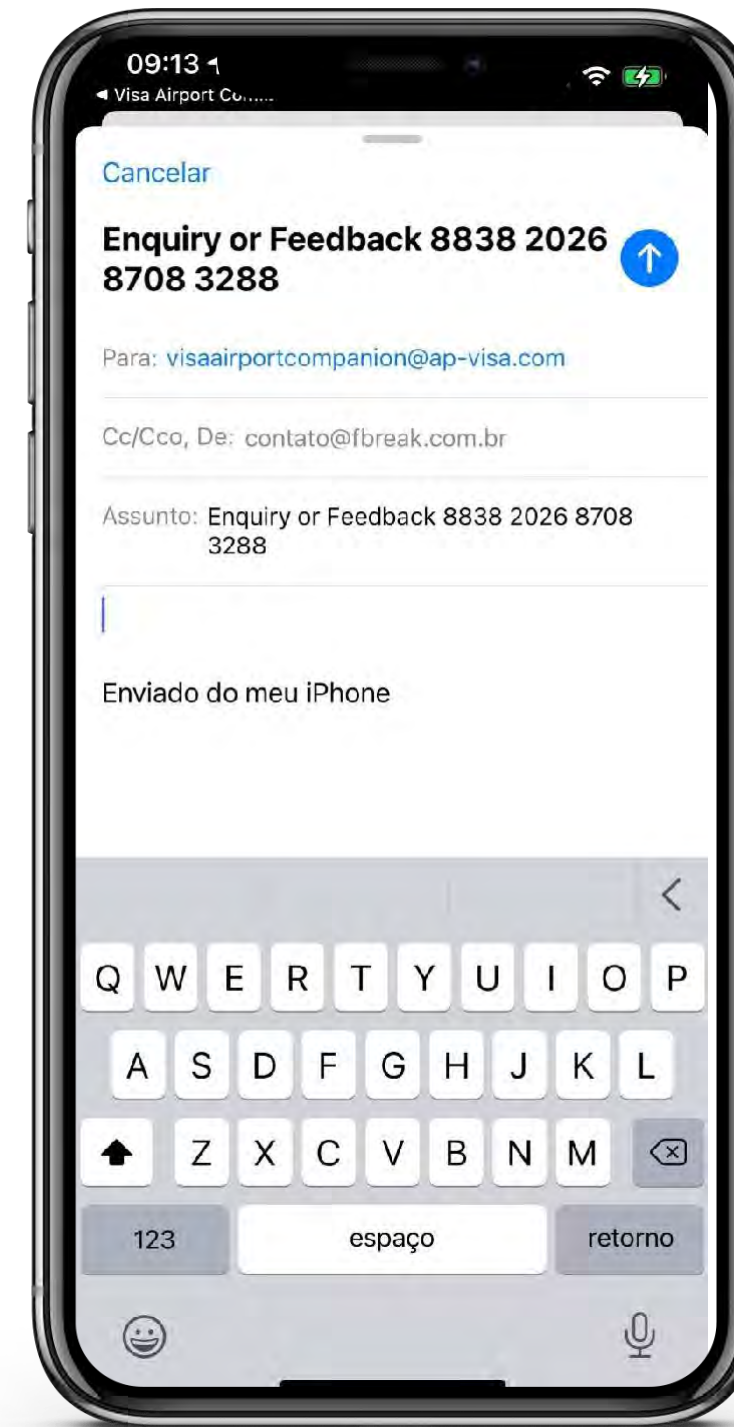 09:13
Visa Airport Co......
Cancelar
Enquiry or Feedback 8838 2026
8708 3288
Para: visaairportcompanion@ap-visa.com
Cc/Cco, De: contato@fbreak.com.br
Assunto: Enquiry or Feedback 8838 2026 8708
3288
Enviado do meu iPhone
Q W E R T Y U I O P
A S D F G H J K L
Z X C V B N M
123 espaço retorno